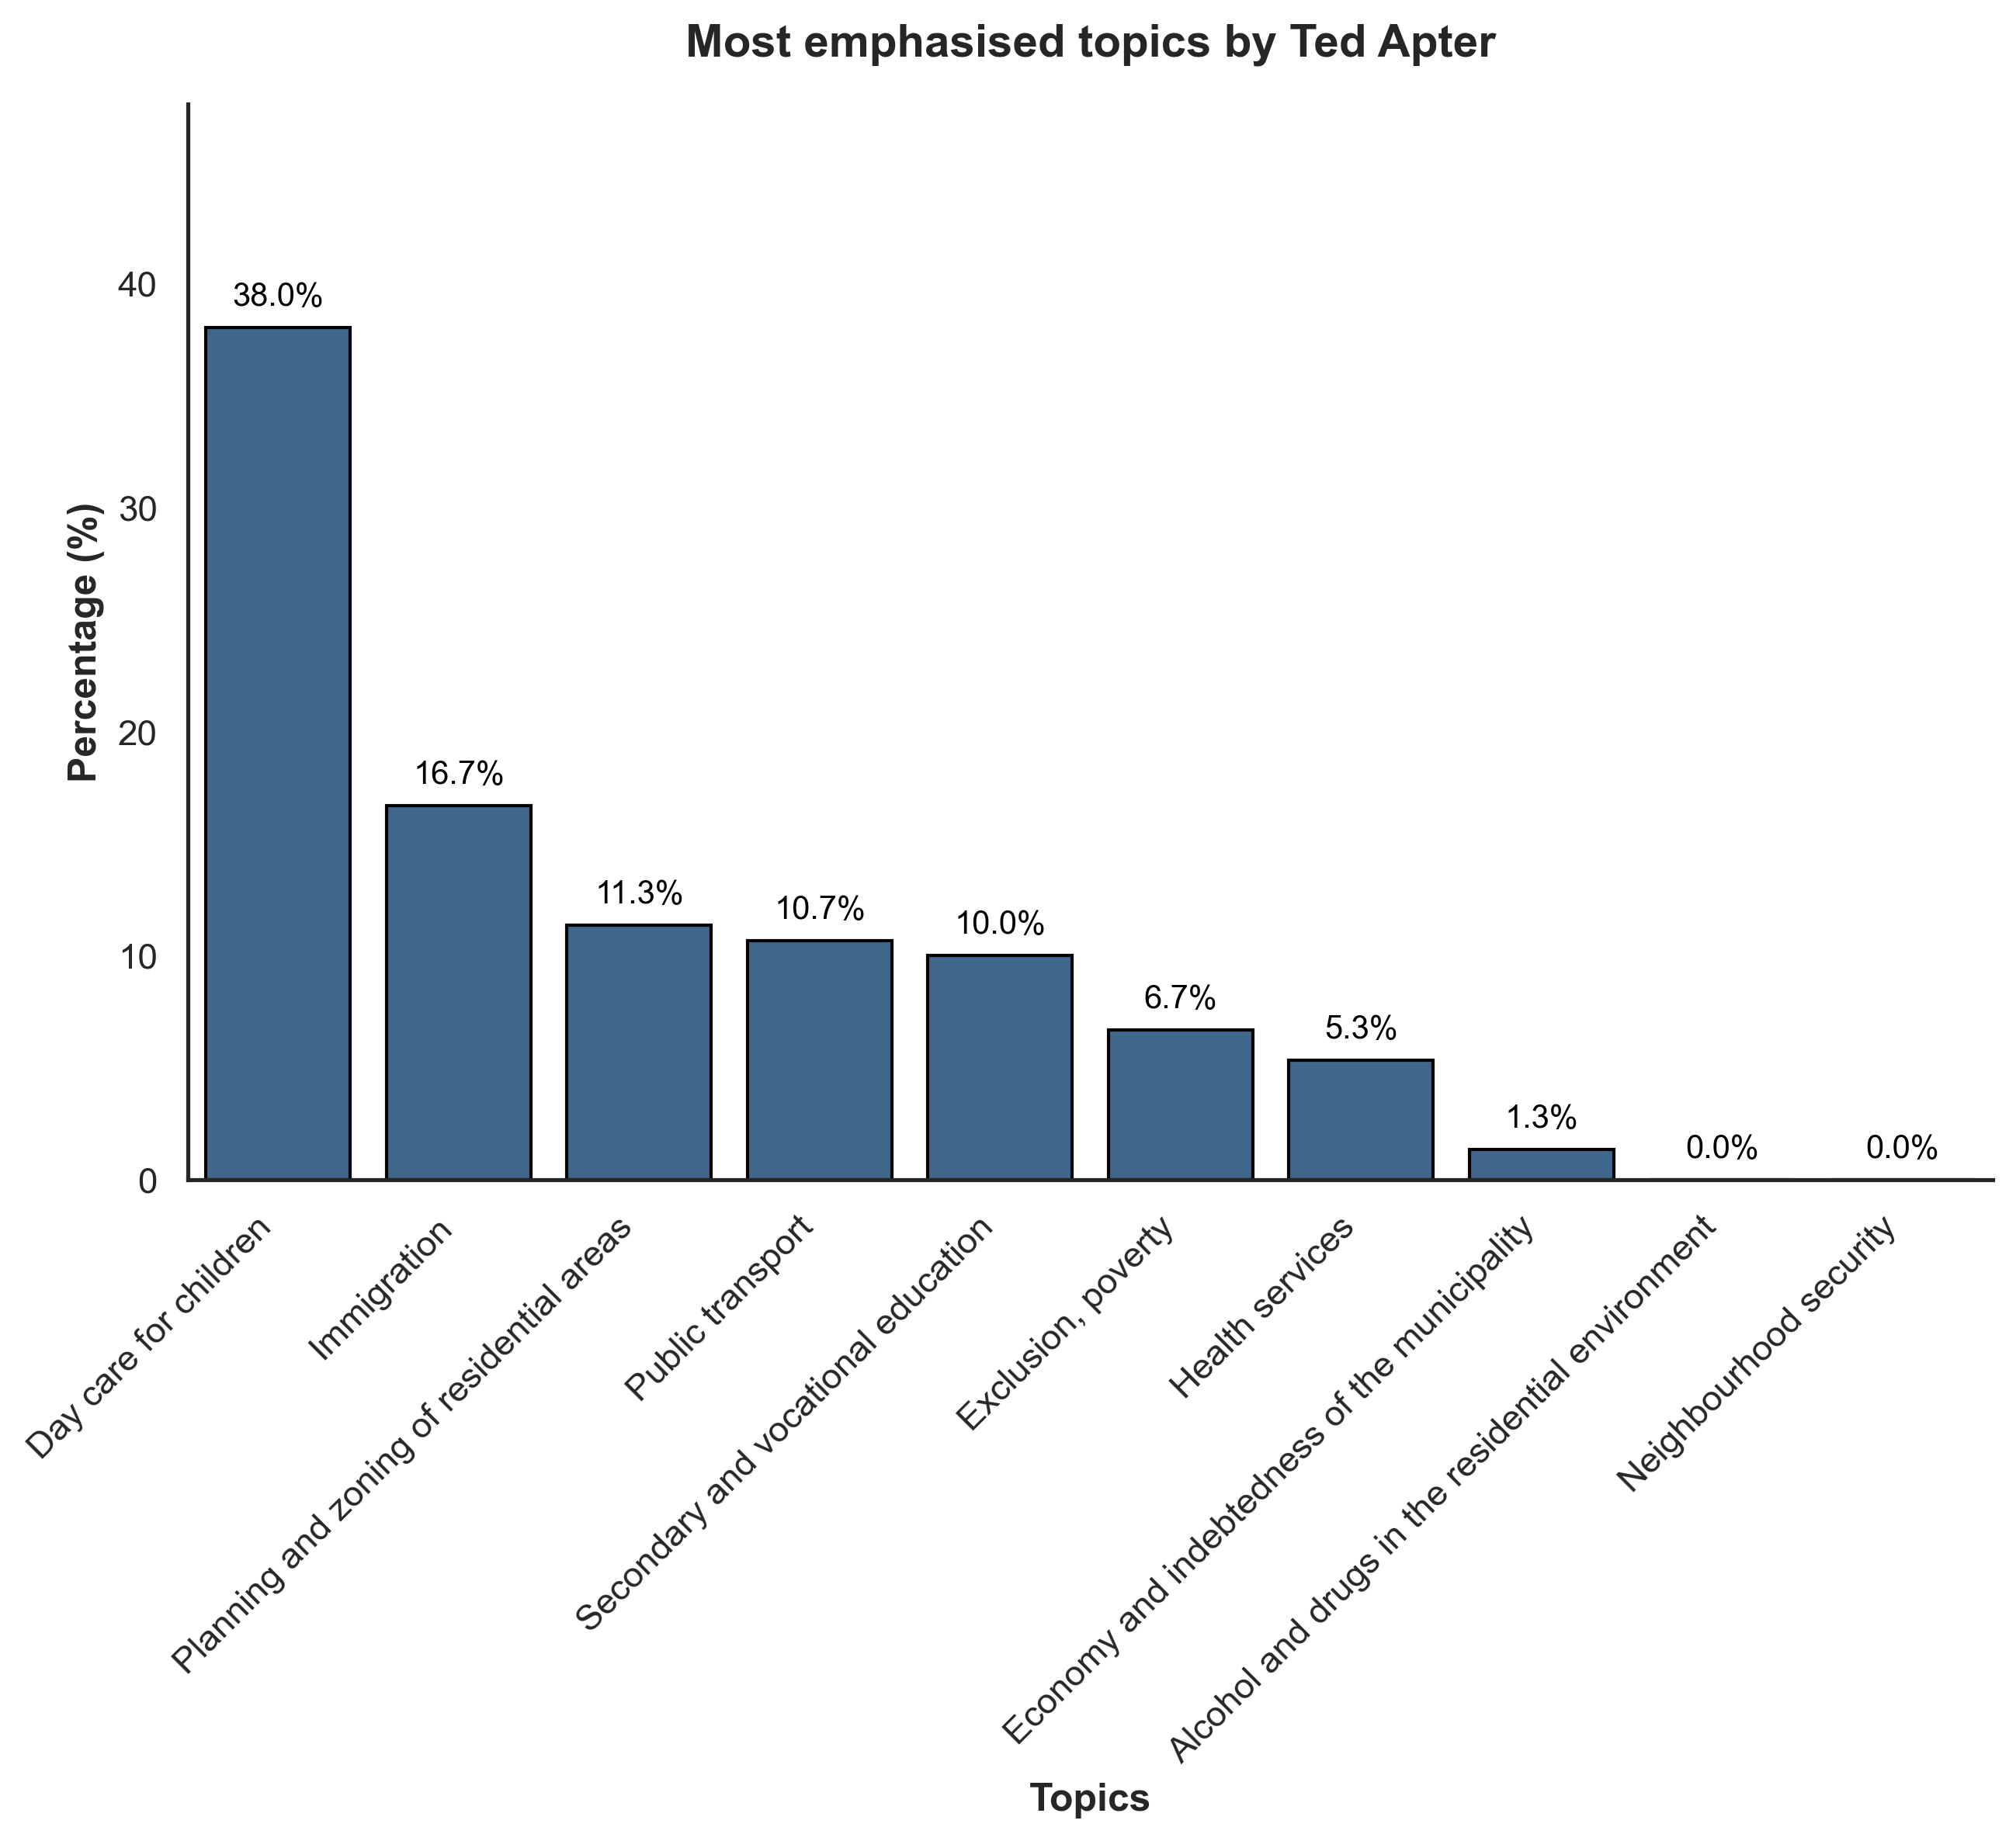 Most emphasised topics by Ted Apter
Percentage (%)
40
30
20
10
0
38.0%
16.7%
11.3%
10.7%
10.0%
6.7%
5.3%
1.3%
0.0%
0.0%
Day care for children
Immigration
Planning and zoning of residential areas
Public transport
Secondary and vocational education
Exclusion, poverty
Health services
Economy and indebtedness of the municipality
Alcohol and drugs in the residential environment
Neighbourhood security
Topics